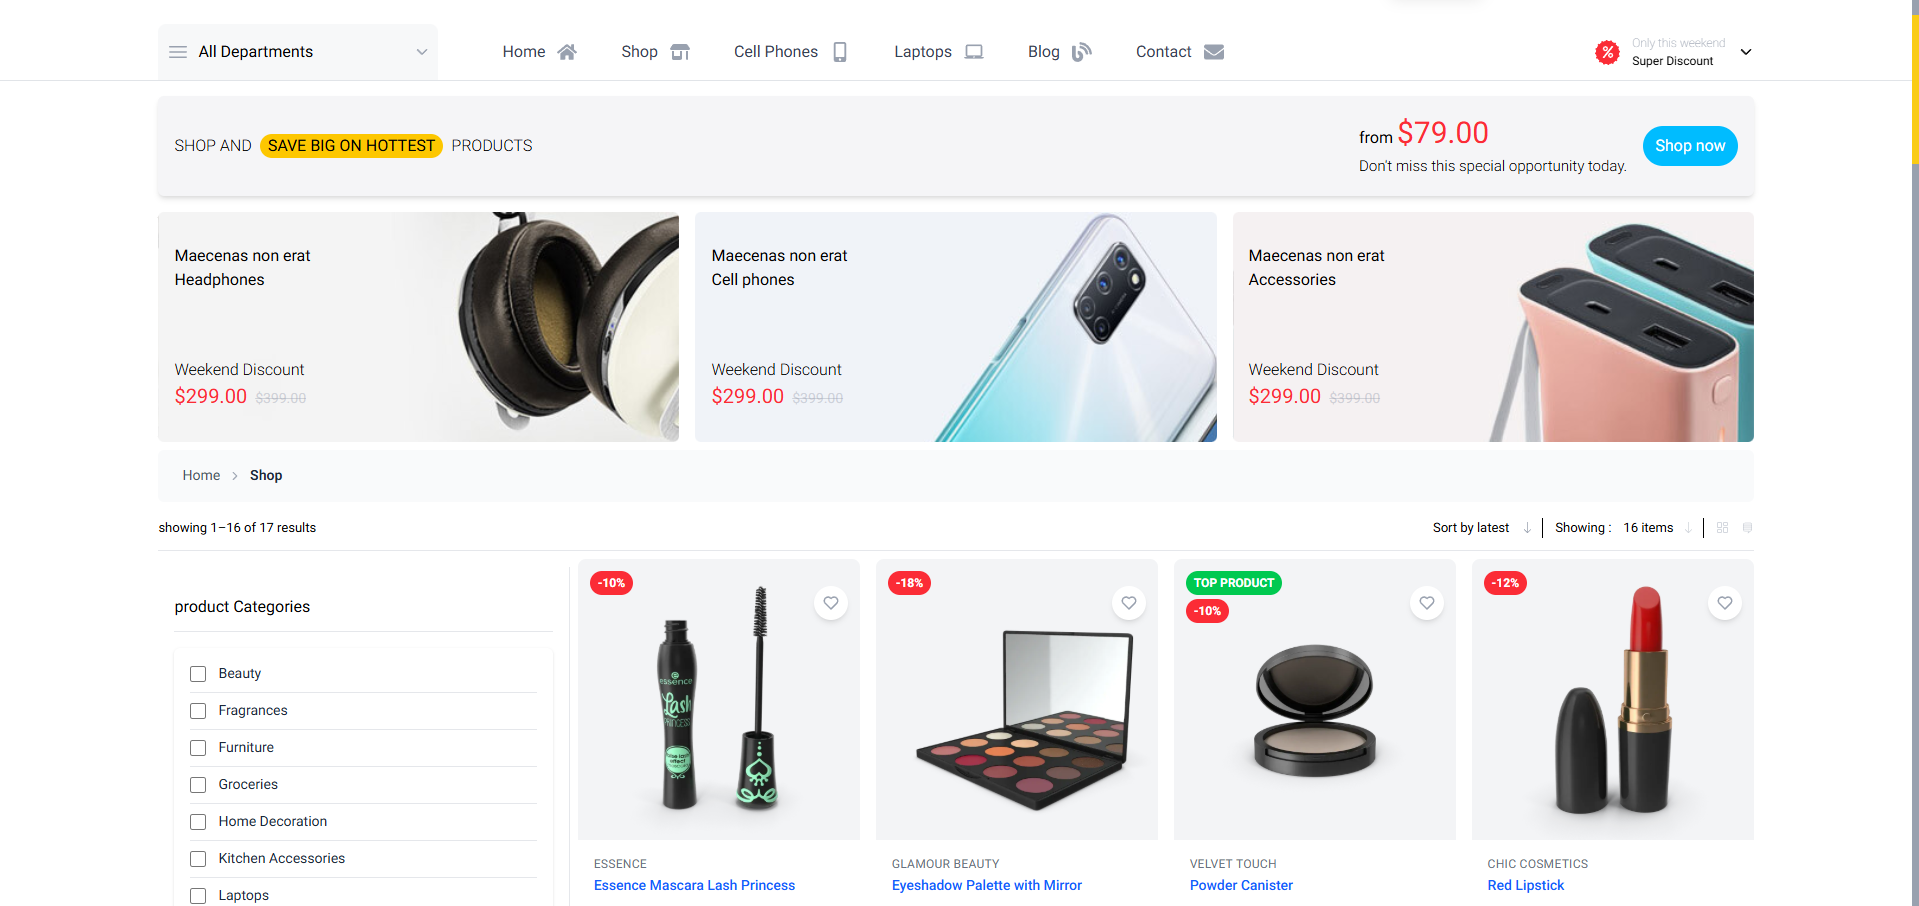 All Departments
Home
Shop
Cell Phones
Laptops
Blog
Contact
Only this weekend
Super Discount
SHOP AND SAVE BIG ON HOTTEST PRODUCTS
from $79.00
Don't miss this special opportunity today.
Shop now
Maecenas non erat
Headphones
Weekend Discount
$299.00 $399.00
Maecenas non erat
Cell phones
Weekend Discount
$299.00 $399.00
Maecenas non erat
Accessories
Weekend Discount
$299.00 $399.00
Home > Shop
showing 1–16 of 17 results
Sort by latest
Showing : 16 items
product Categories
Beauty
Fragrances
Furniture
Groceries
Home Decoration
Kitchen Accessories
Laptops
-10%
essence
Lash
PRINCESS
ESSENCE
Essence Mascara Lash Princess
-18%
GLAMOUR BEAUTY
Eyeshadow Palette with Mirror
TOP PRODUCT
-10%
VELVET TOUCH
Powder Canister
-12%
CHIC COSMETICS
Red Lipstick